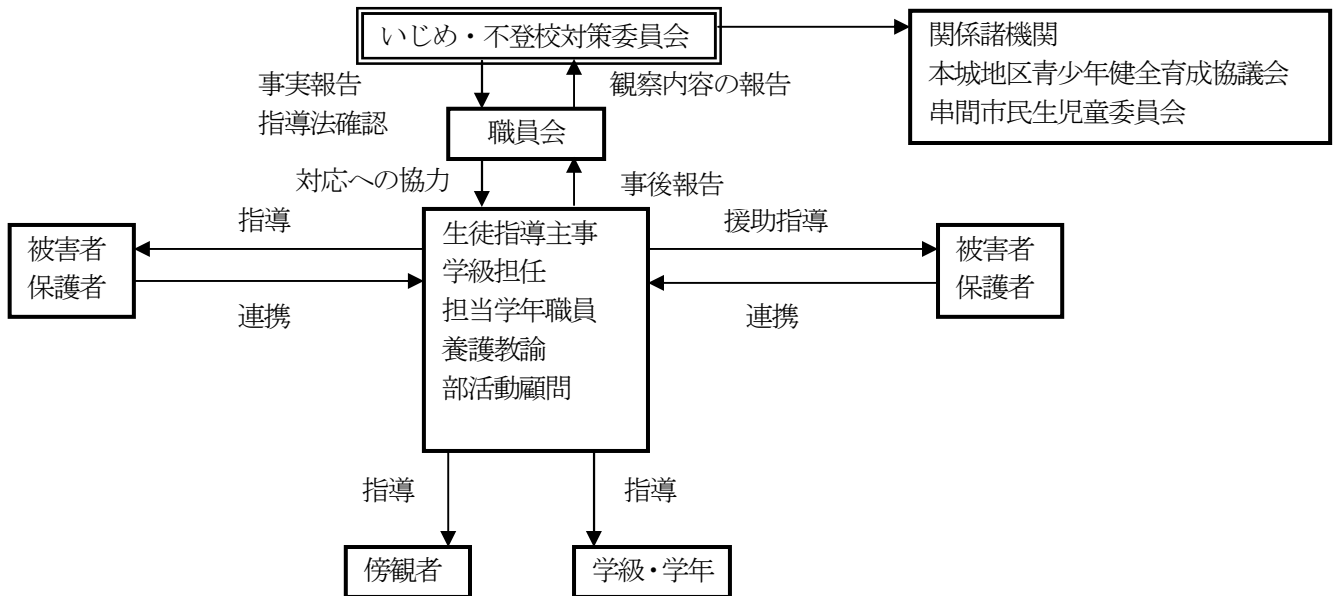 いじめ・不登校対策委員会
関係諸機関
本城地区青少年健全育成協議会
串間市民生児童委員会
事実報告
指導法確認
観察内容の報告
職員会
対応への協力
事後報告
指導
援助指導
被害者
保護者
生徒指導主事
学級担任
担当学年職員
養護教諭
部活動顧問
被害者
保護者
連携
連携
指導
指導
傍観者
学級・学年